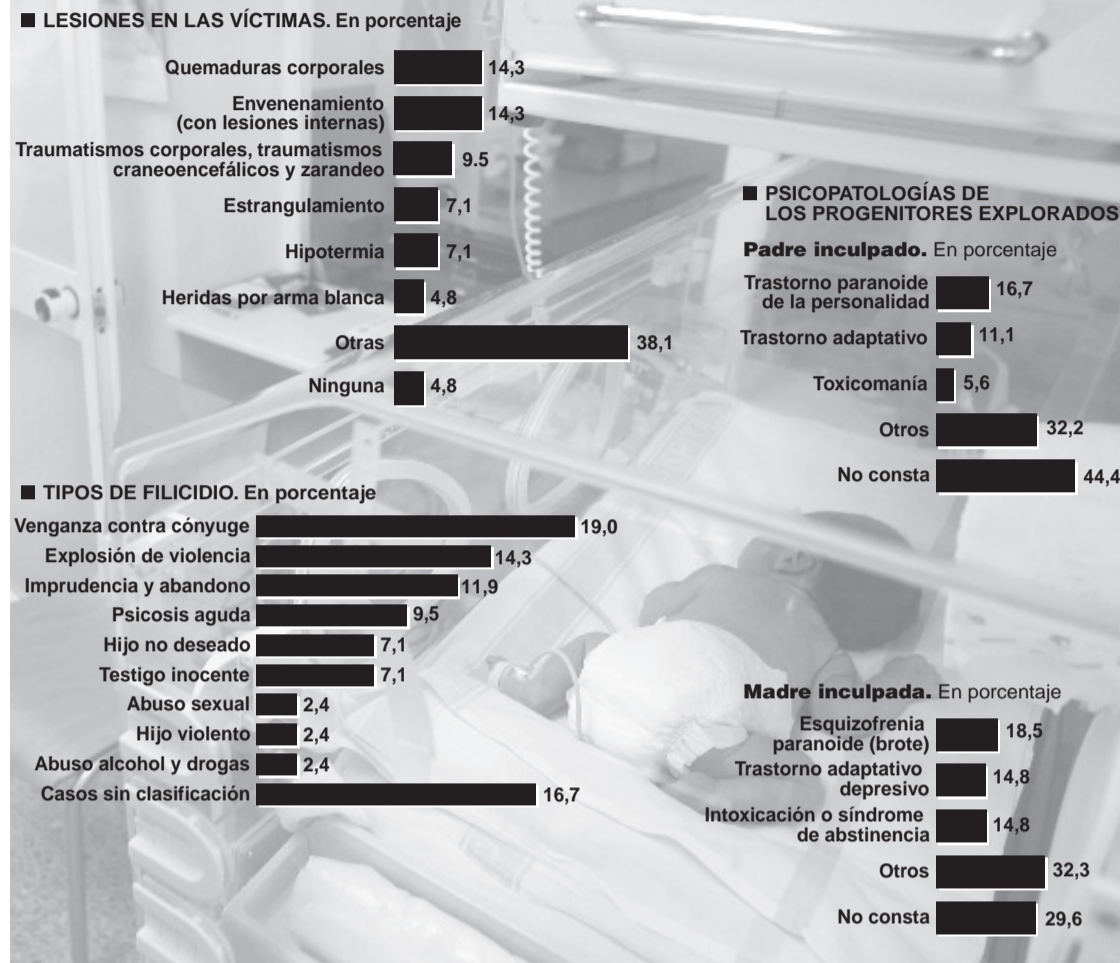 LESIONES EN LAS VÍCTIMAS. En porcentaje
Quemaduras corporales 14,3
Envenenamiento
(con lesiones internas) 14,3
Traumatismos corporales, traumatismos
craneoencefálicos y zarandeo 9.5
Estrangulamiento 7,1
Hipotermia 7,1
Heridas por arma blanca 4,8
Otras 38,1
Ninguna 4,8
TIPOS DE FILICIDIO. En porcentaje
Venganza contra cónyuge 19,0
Explosión de violencia 14,3
Imprudencia y abandono 11,9
Psicosis aguda 9,5
Hijo no deseado 7,1
Testigo inocente 7,1
Abuso sexual 2,4
Hijo violento 2,4
Abuso alcohol y drogas 2,4
Casos sin clasificación 16,7
PSICOPATOLOGÍAS DE
LOS PROGENITORES EXPLORADOS
Padre inculpado. En porcentaje
Trastorno paranoide
de la personalidad 16,7
Trastorno adaptativo 11,1
Toxicomanía 5,6
Otros 32,2
No consta 44,4
Madre inculpada. En porcentaje
Esquizofrenia
paranoide (brote) 18,5
Trastorno adaptativo
depresivo 14,8
Intoxicación o síndrome
de abstinencia 14,8
Otros 32,3
No consta 29,6